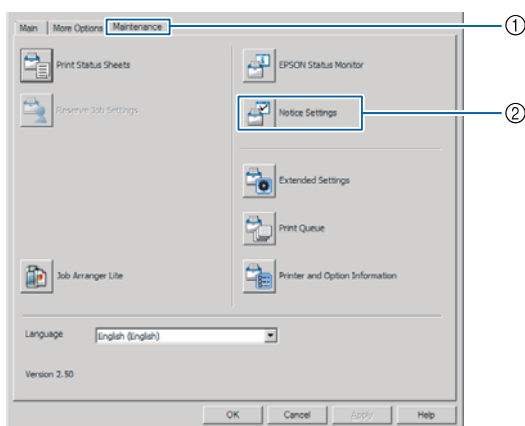 Main More Options Maintenance ①
Print Status Sheets EPSON Status Monitor
Reserve Job Settings Notice Settings ②
Extended Settings
Print Queue
Job Arranger Lite Printer and Option Information
Language English (English)
Version 2.50
OK Cancel Apply Help